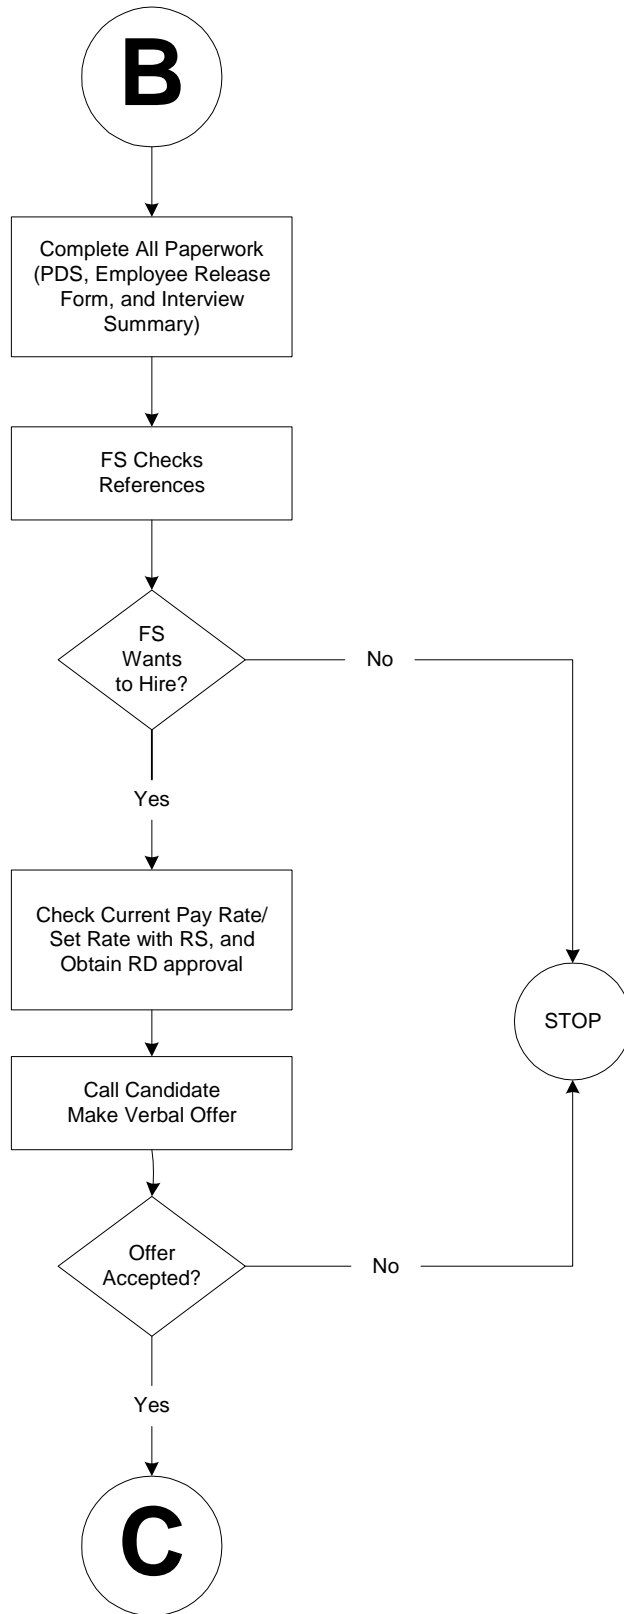 B
Complete All Paperwork
(PDS, Employee Release
Form, and Interview
Summary)
FS Checks
References
FS
Wants
to Hire?
No
Yes
Check Current Pay Rate/
Set Rate with RS, and
Obtain RD approval
STOP
Call Candidate
Make Verbal Offer
Offer
Accepted?
No
Yes
C